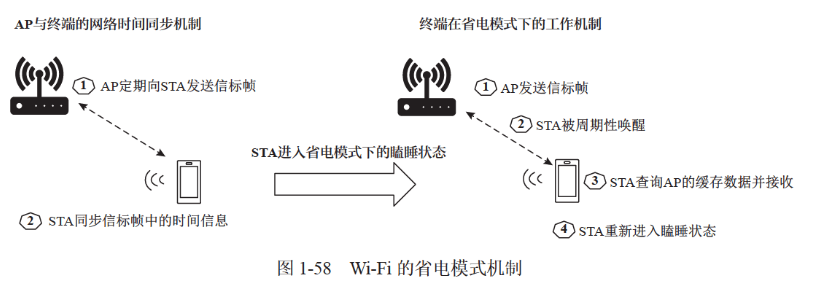 AP与终端的网络时间同步机制
1 AP定期向STA发送信标帧
2 STA同步信标帧中的时间信息
STA进入省电模式下的瞌睡状态
终端在省电模式下的工作机制
1 AP发送信标帧
2 STA被周期性唤醒
3 STA查询AP的缓存数据并接收
4 STA重新进入瞌睡状态
图 1-58 Wi-Fi 的省电模式机制